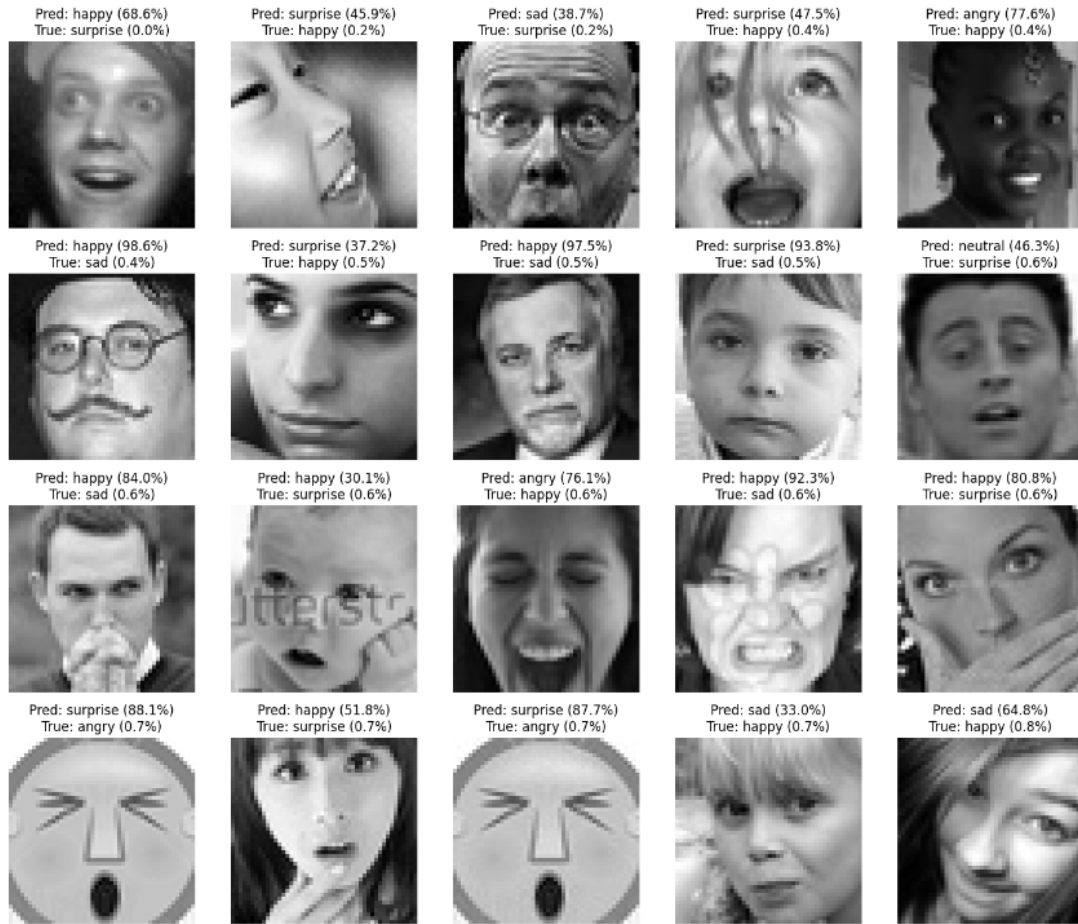 Pred: happy (68.6%)
True: surprise (0.0%)
Pred: surprise (45.9%)
True: happy (0.2%)
Pred: sad (38.7%)
True: surprise (0.2%)
Pred: surprise (47.5%)
True: happy (0.4%)
Pred: angry (77.6%)
True: happy (0.4%)
Pred: happy (98.6%)
True: sad (0.4%)
Pred: surprise (37.2%)
True: happy (0.5%)
Pred: happy (97.5%)
True: sad (0.5%)
Pred: surprise (93.8%)
True: sad (0.5%)
Pred: neutral (46.3%)
True: surprise (0.6%)
Pred: happy (84.0%)
True: sad (0.6%)
Pred: happy (30.1%)
True: surprise (0.6%)
utterstr
Pred: angry (76.1%)
True: happy (0.6%)
Pred: happy (92.3%)
True: sad (0.6%)
Pred: happy (80.8%)
True: surprise (0.6%)
Pred: surprise (88.1%)
True: angry (0.7%)
Pred: happy (51.8%)
True: surprise (0.7%)
Pred: surprise (87.7%)
True: angry (0.7%)
Pred: sad (33.0%)
True: happy (0.7%)
Pred: sad (64.8%)
True: happy (0.8%)